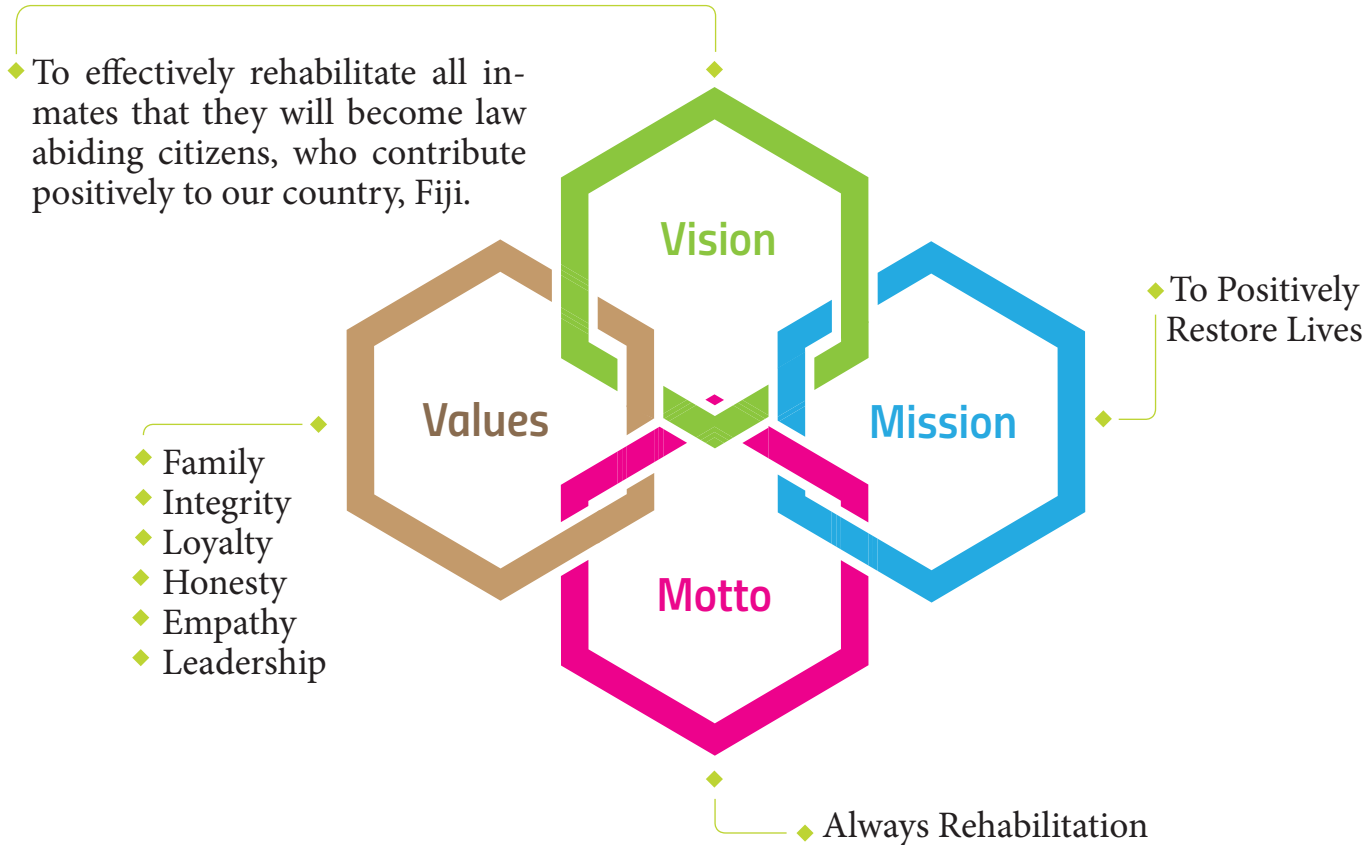 To effectively rehabilitate all in-
mates that they will become law
abiding citizens, who contribute
positively to our country, Fiji.
Vision
Values
Family
Integrity
Loyalty
Honesty
Empathy
Leadership
Mission
To Positively
Restore Lives
Motto
Always Rehabilitation